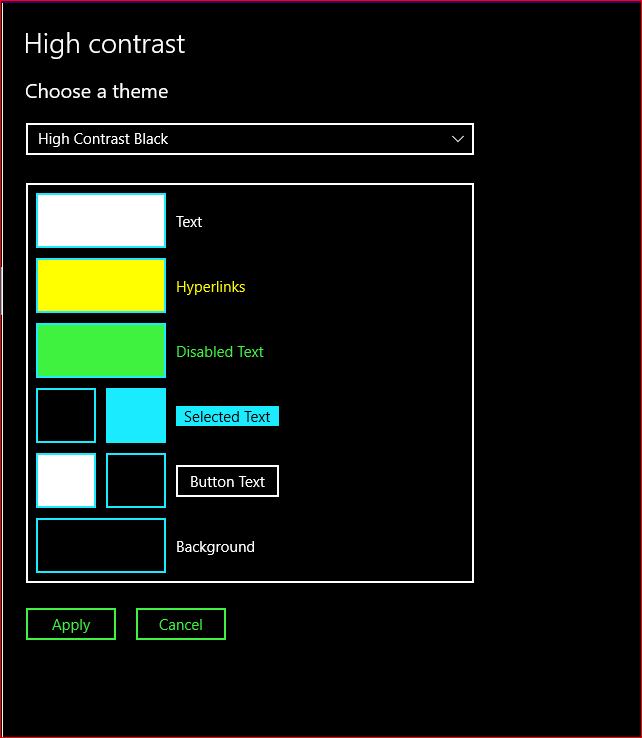 High contrast
Choose a theme
High Contrast Black
Text
Hyperlinks
Disabled Text
Selected Text
Button Text
Background
Apply
Cancel